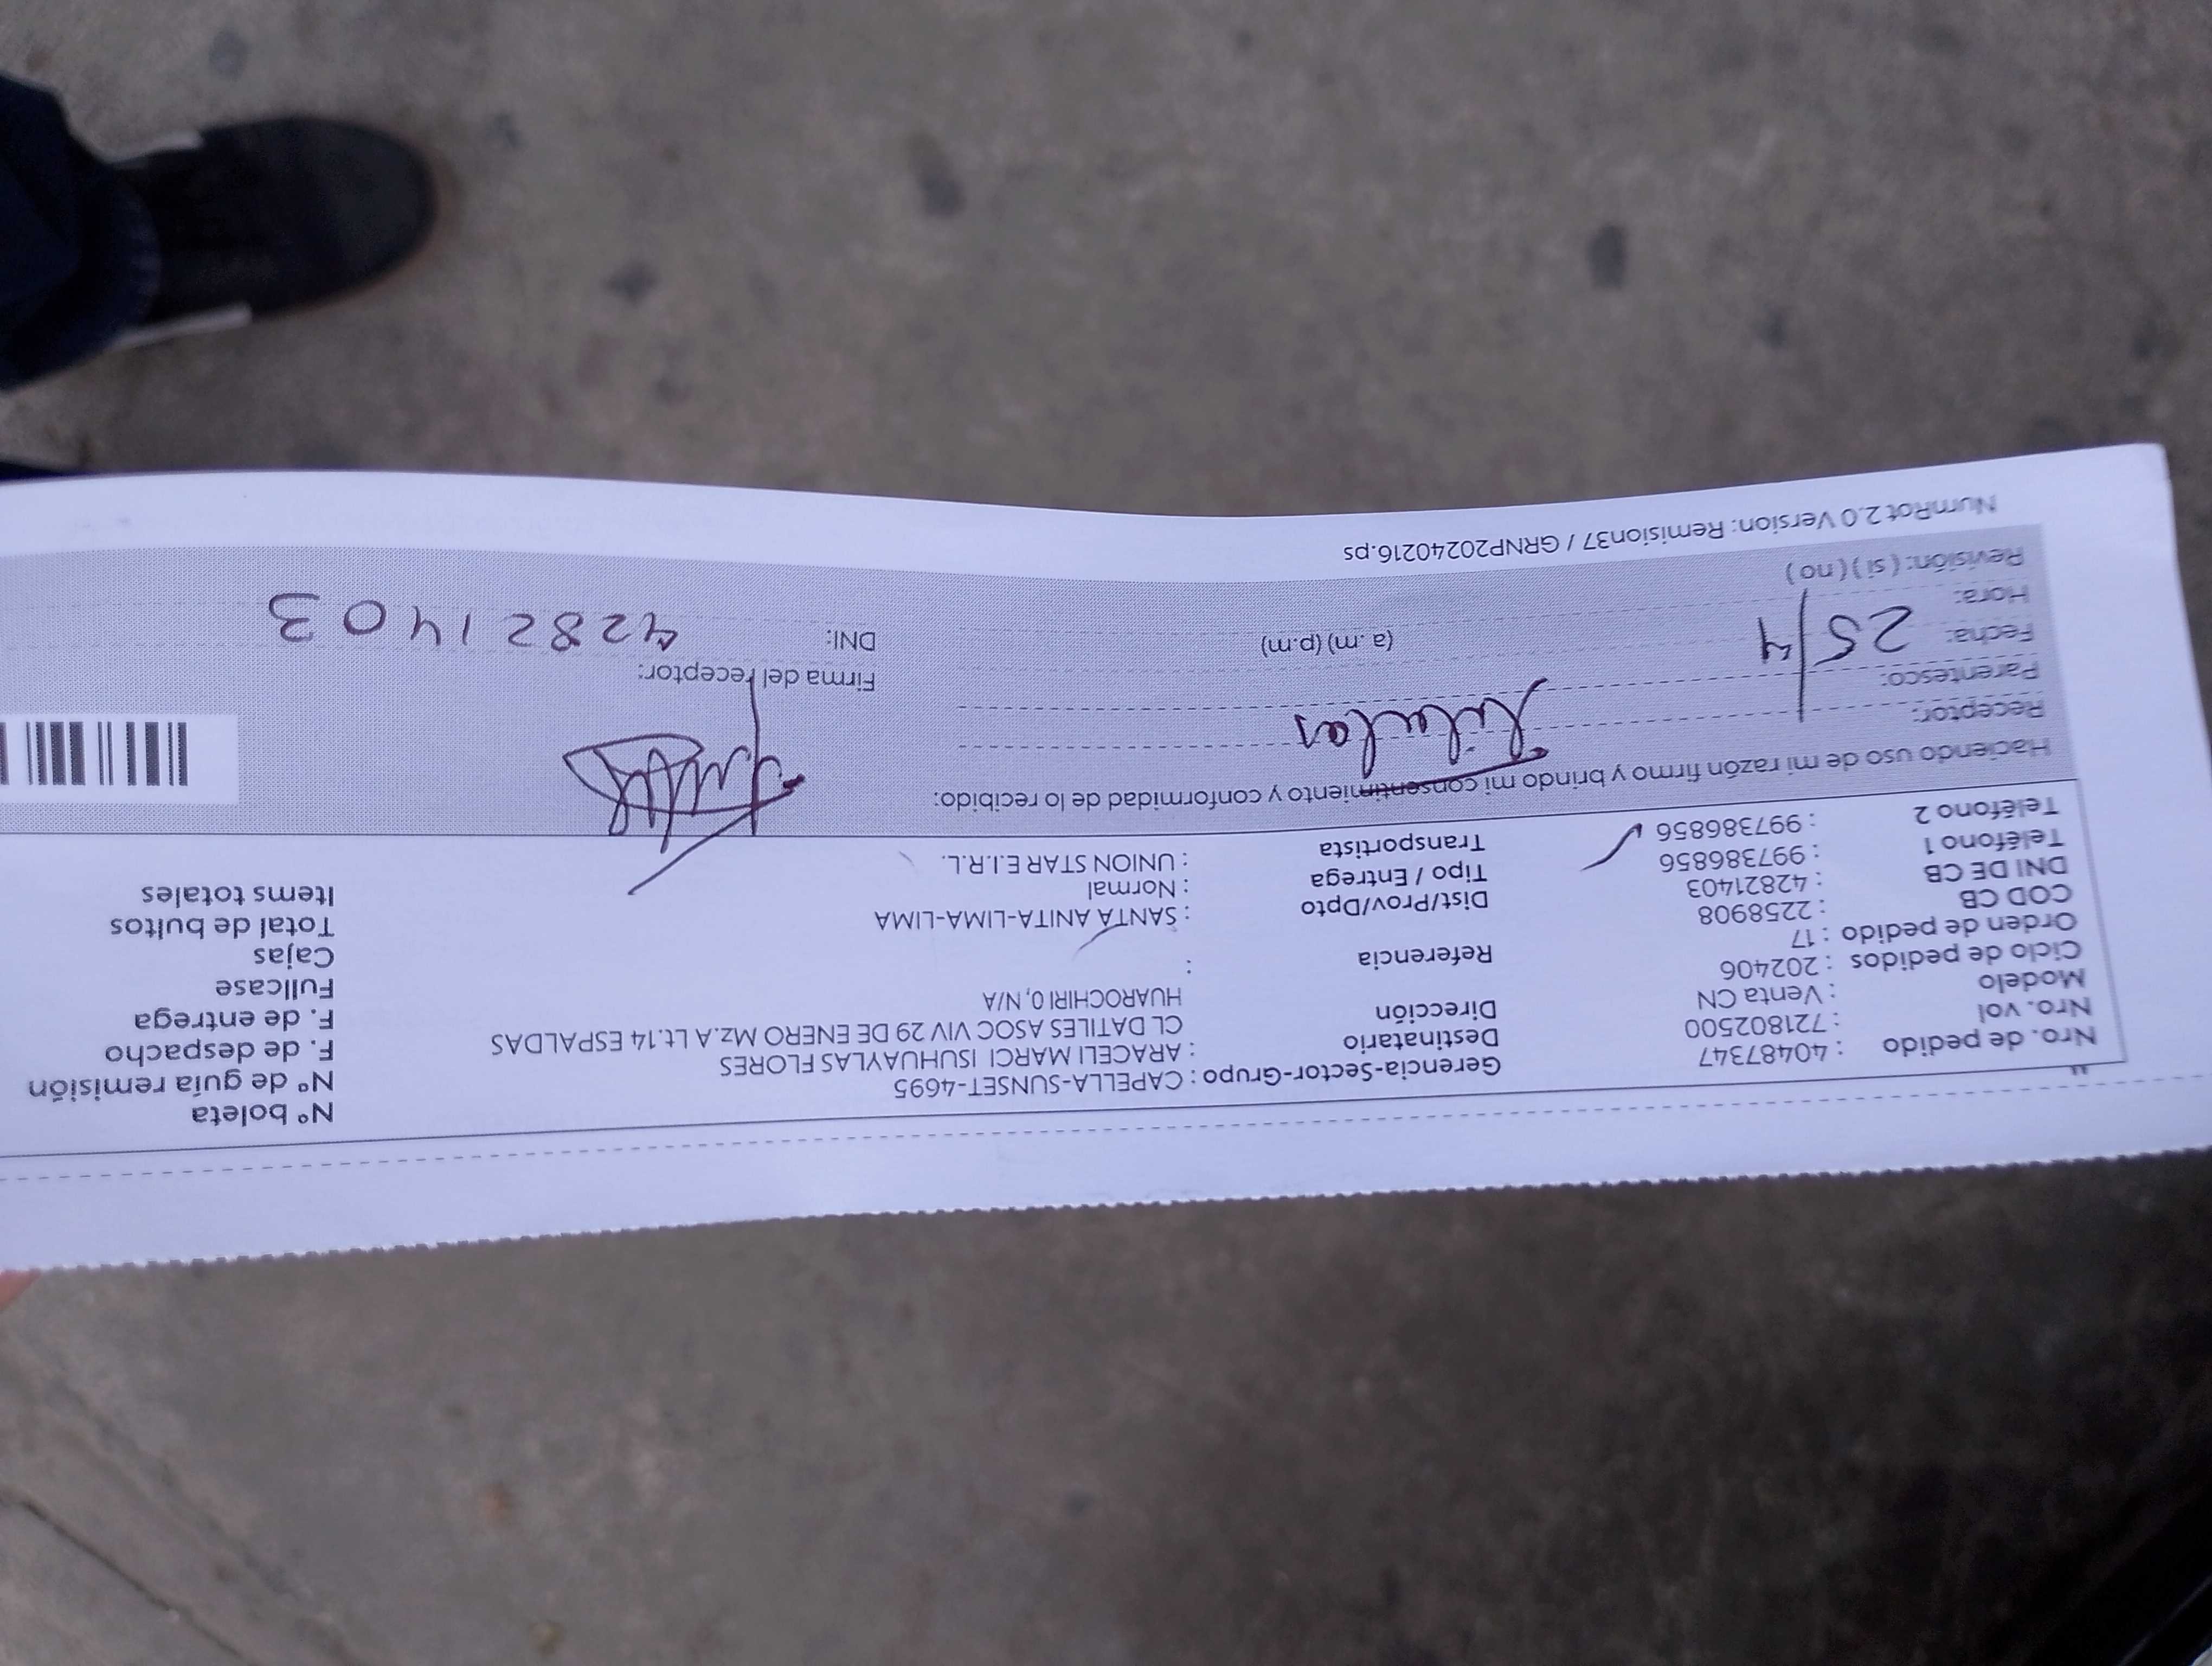 Nro. de pedido : 40487347
Nro. vol : 721802500
Modelo : Venta CN
Ciclo de pedidos : 202406
Orden de pedido : 17
COD CB : 2258908
DNI DE CB : 42821403
Teléfono 1 : 997386856
Teléfono 2 : 997386856
Gerencia-Sector-Grupo : CAPELLA-SUNSET-4695
Destinatario : ARACELI MARCI ISUHUAYLAS FLORES
Dirección CL DATILES ASOC VIV 29 DE ENERO MZ.A Lt.14 ESPALDAS
HUAROCHIRI 0, N/A
Referencia :
Dist/Prov/Dpto : SANTA ANITA-LIMA-LIMA
Tipo / Entrega : Normal
Transportista : UNION STAR E.I.R.L.
Nº boleta
Nº de guía remisión
F. de despacho
F. de entrega
Fullcase
Cajas
Total de bultos
Items totales
Haciendo uso de mi razón firmo y brindo mi consentimiento y conformidad de lo recibido:
Receptor:
Parentesco:
Fecha: 25/4
Hora: (a. m) (p.m)
Revisión: ( si ) ( no )
Firma del receptor:
DNI: 42821403
NumRot 2.0 Version: Remision37 / GRNP20240216.ps